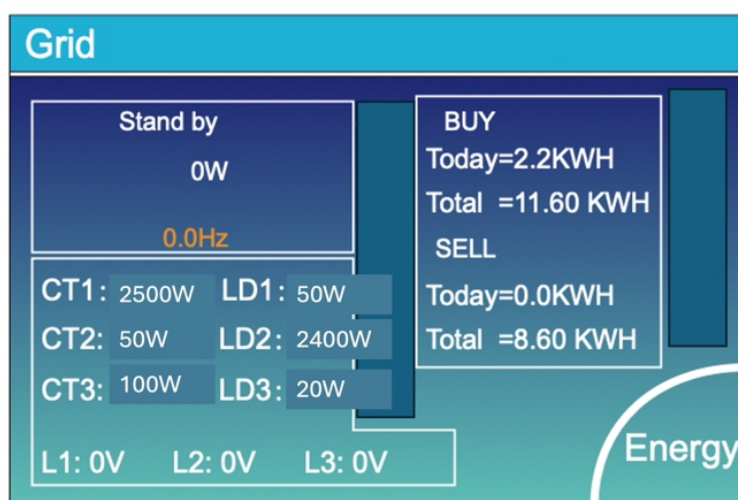 Grid
Stand by
0W
0.0Hz
CT1: 2500W LD1: 50W
CT2: 50W LD2: 2400W
CT3: 100W LD3: 20W
L1: 0V L2: 0V L3: 0V
BUY
Today=2.2KWH
Total =11.60 KWH
SELL
Today=0.0KWH
Total =8.60 KWH
Energy